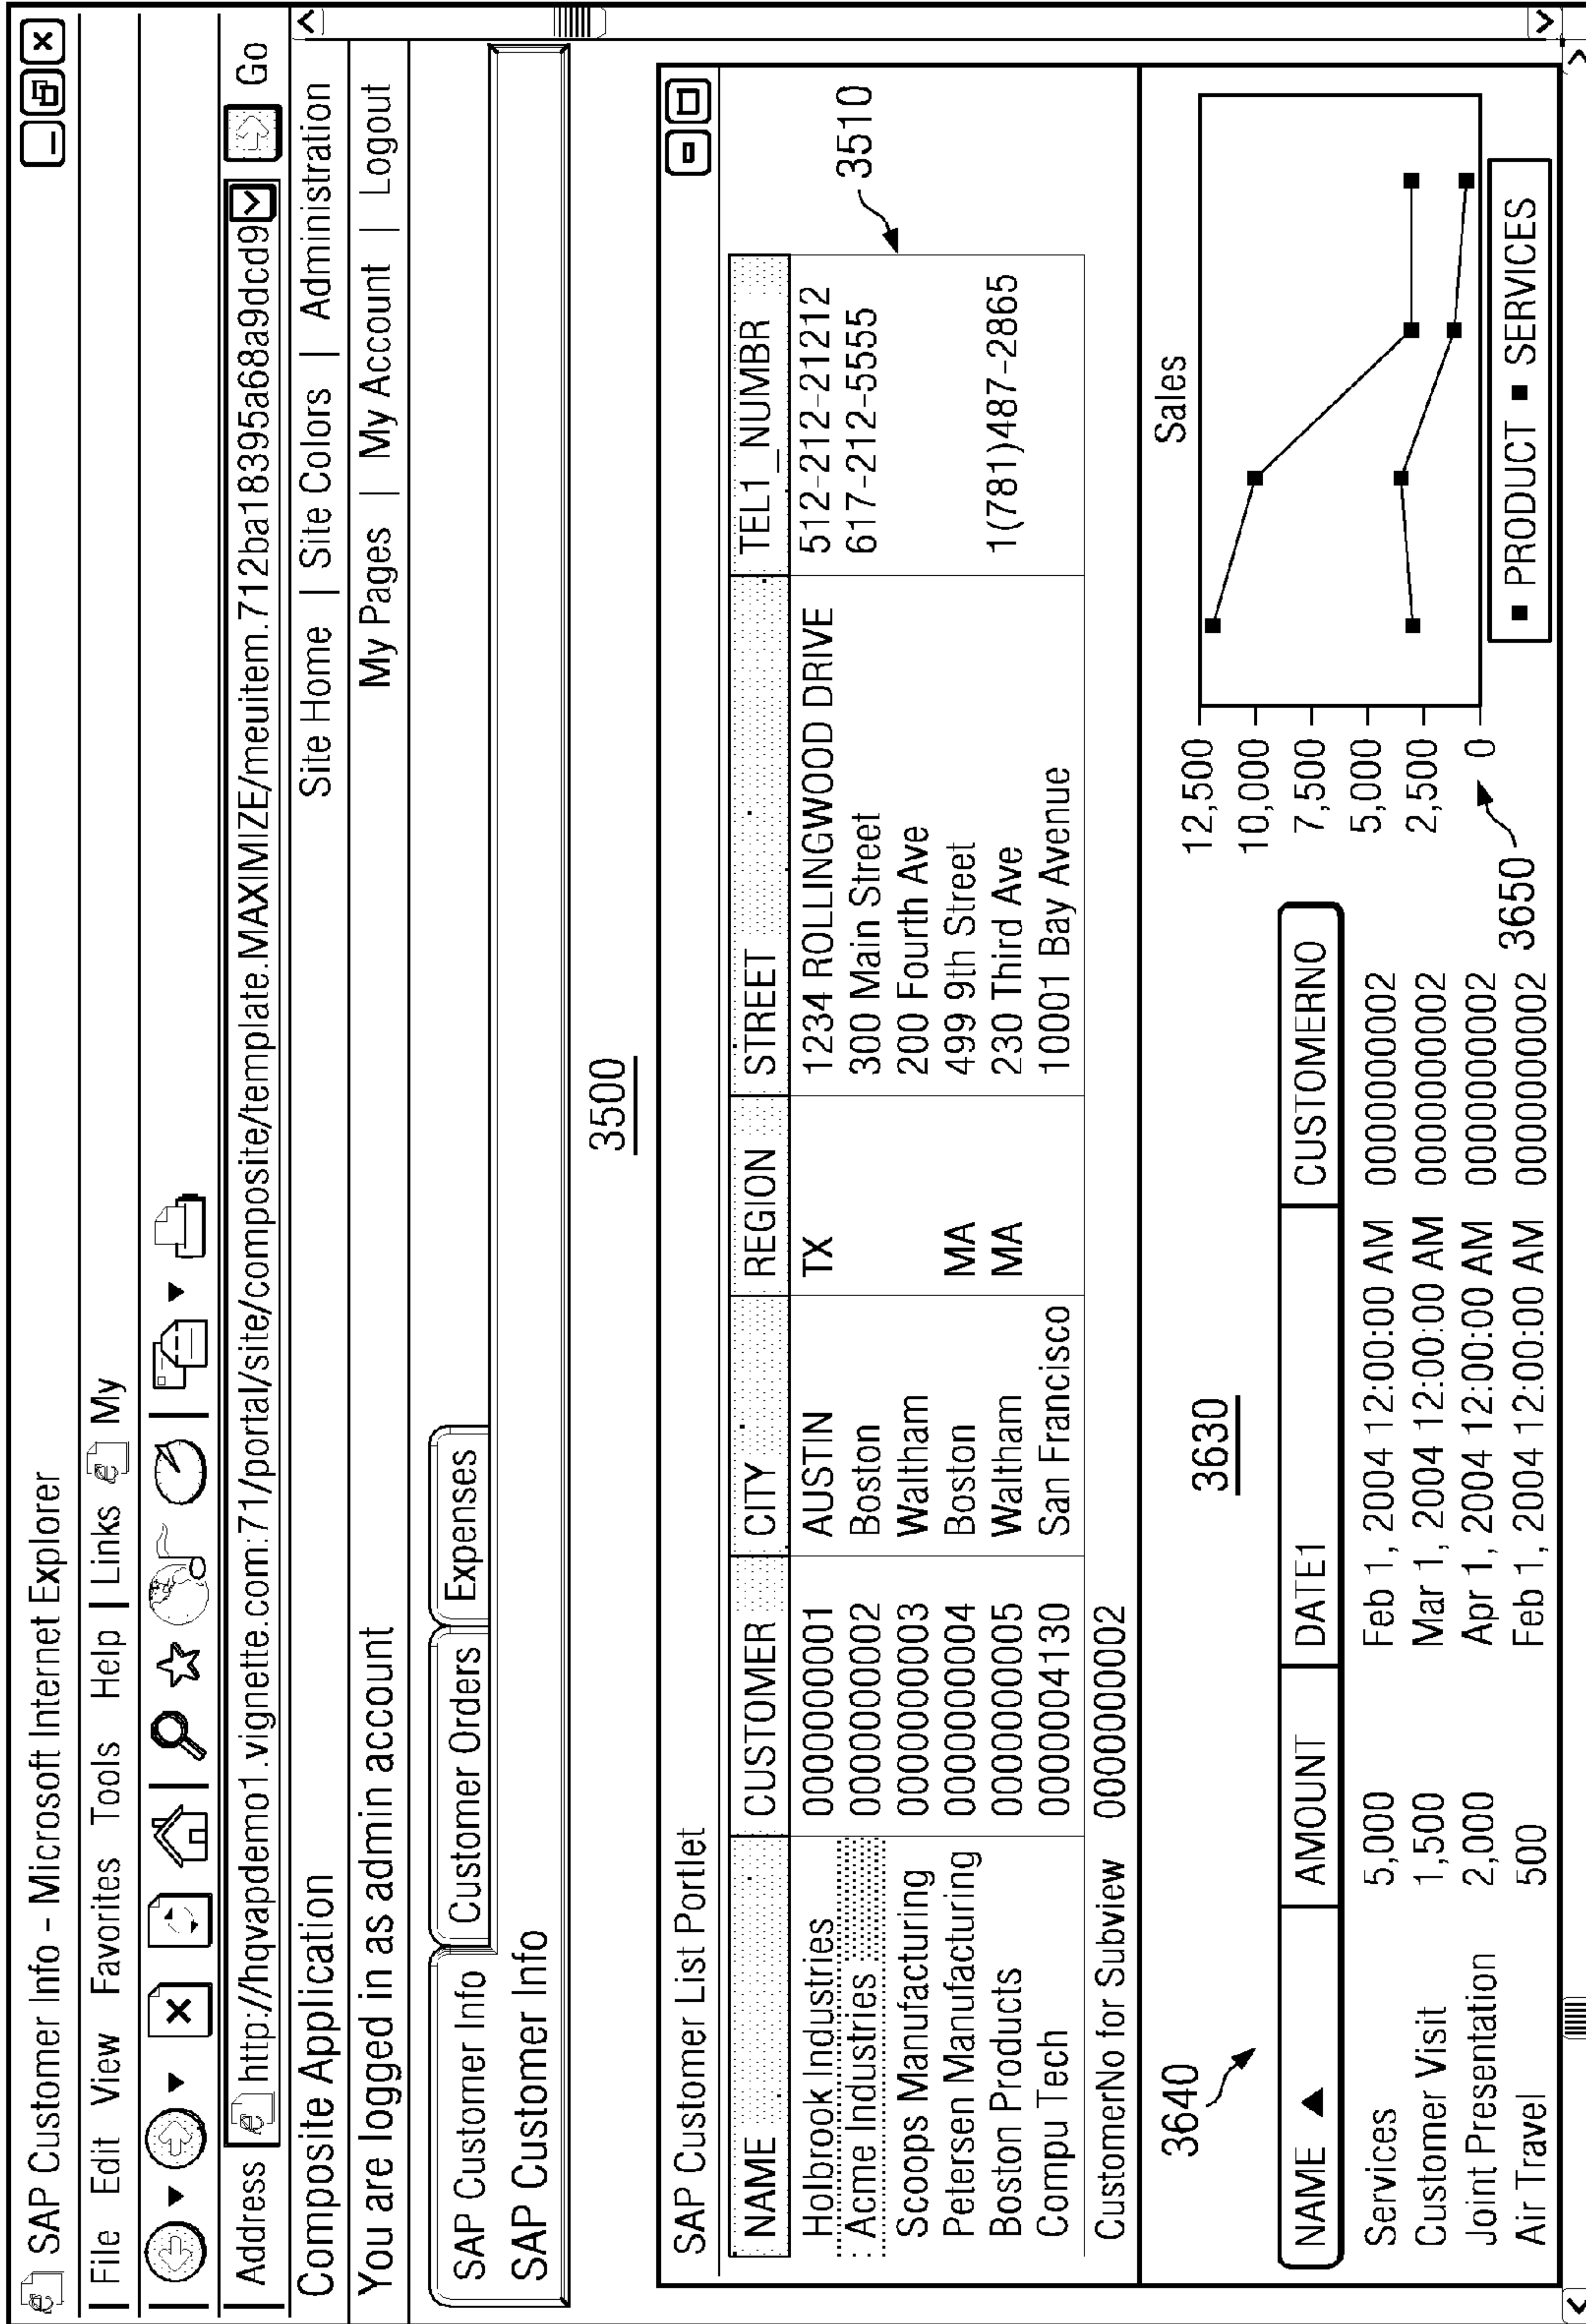 SAP Customer Info - Microsoft Internet Explorer
File Edit View Favorites Tools Help Links My
Address http://hqvapdemo1.vignette.com:71/portal/site/composite/template.MAXIMIZE/meuitem.712ba18395a68a9dcd9 Go
Composite Application Site Home | Site Colors | Administration
You are logged in as admin account My Pages | My Account | Logout
SAP Customer Info Customer Orders Expenses
SAP Customer Info
3500
SAP Customer List Portlet
NAME CUSTOMER CITY REGION STREET TEL1_NUMBR
Holbrook Industries 0000000001 AUSTIN TX 1234 ROLLINGWOOD DRIVE 512-212-21212
Acme Industries 0000000002 Boston 300 Main Street 617-212-5555
Scoops Manufacturing 0000000003 Waltham 200 Fourth Ave
Petersen Manufacturing 0000000004 Boston MA 499 9th Street
Boston Products 0000000005 Waltham MA 230 Third Ave 1(781)487-2865
Compu Tech 0000004130 San Francisco 10001 Bay Avenue
3510
CustomerNo for Subview 0000000002
3630
3640
NAME ▲ AMOUNT DATE1 CUSTOMERNO
Services 5,000 Feb 1, 2004 12:00:00 AM 0000000002
Customer Visit 1,500 Mar 1, 2004 12:00:00 AM 0000000002
Joint Presentation 2,000 Apr 1, 2004 12:00:00 AM 0000000002
Air Travel 500 Feb 1, 2004 12:00:00 AM 0000000002
Sales
12,500
10,000
7,500
5,000
2,500
0
3650
PRODUCT SERVICES